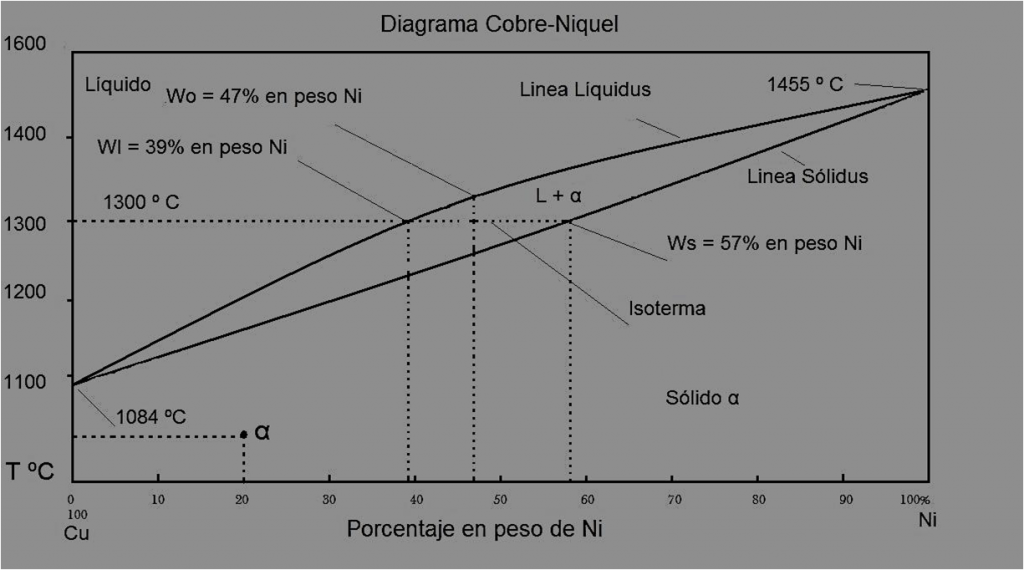 Diagrama Cobre-Niquel
1600
Líquido
Wo = 47% en peso Ni
Linea Líquidus
1455 º C
1400
Wl = 39% en peso Ni
Linea Sólidus
L + α
1300 º C
1300
Ws = 57% en peso Ni
1200
Isoterma
1100
Sólido α
1084 ºC
α
T ºC
0 10 20 30 40 50 60 70 80 90 100%
100
Cu
Ni
Porcentaje en peso de Ni